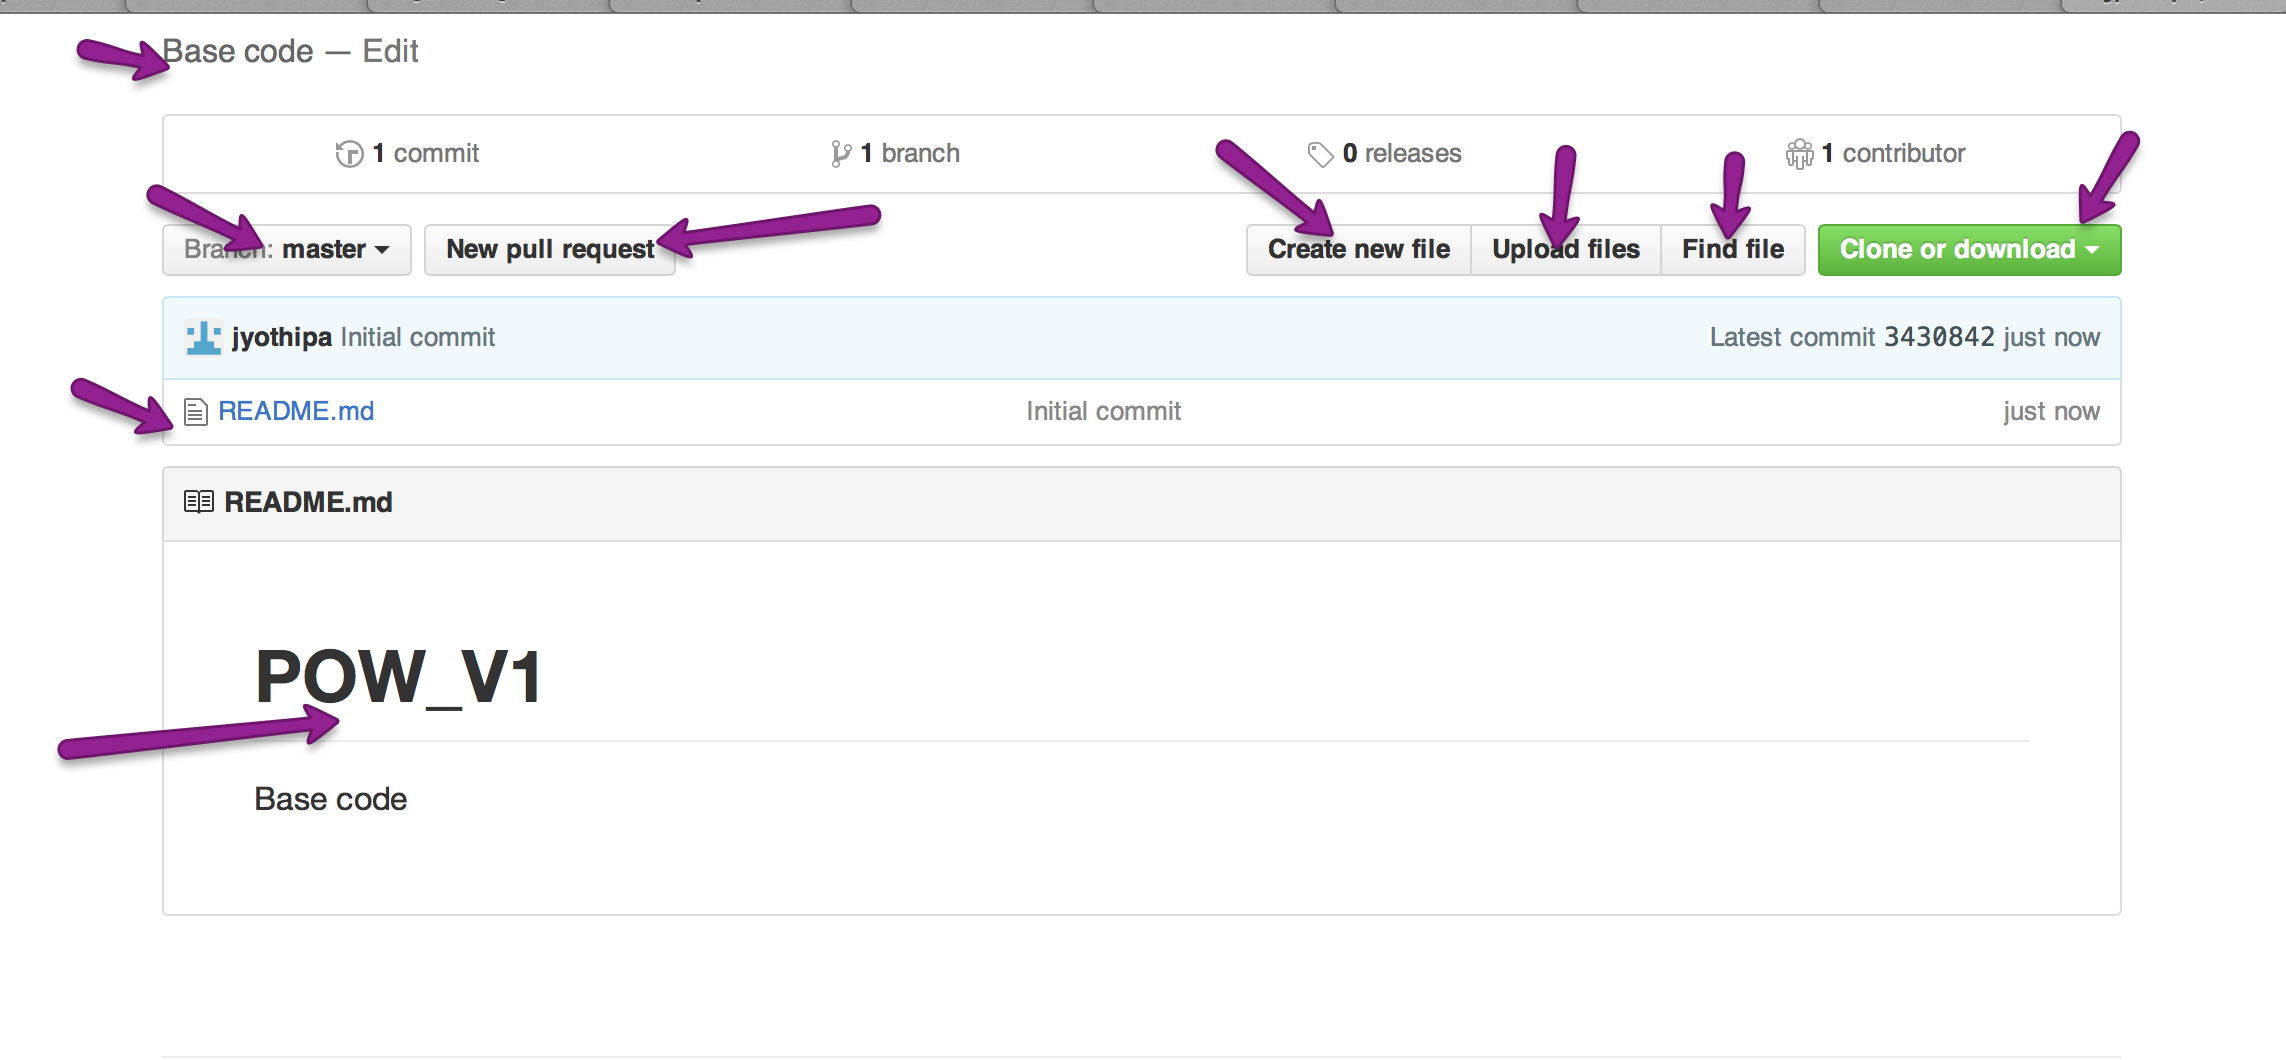 Base code — Edit
1 commit 1 branch 0 releases 1 contributor
Branch: master New pull request Create new file Upload files Find file Clone or download
jyothipa Initial commit Latest commit 3430842 just now
README.md Initial commit just now
README.md
POW_V1
Base code